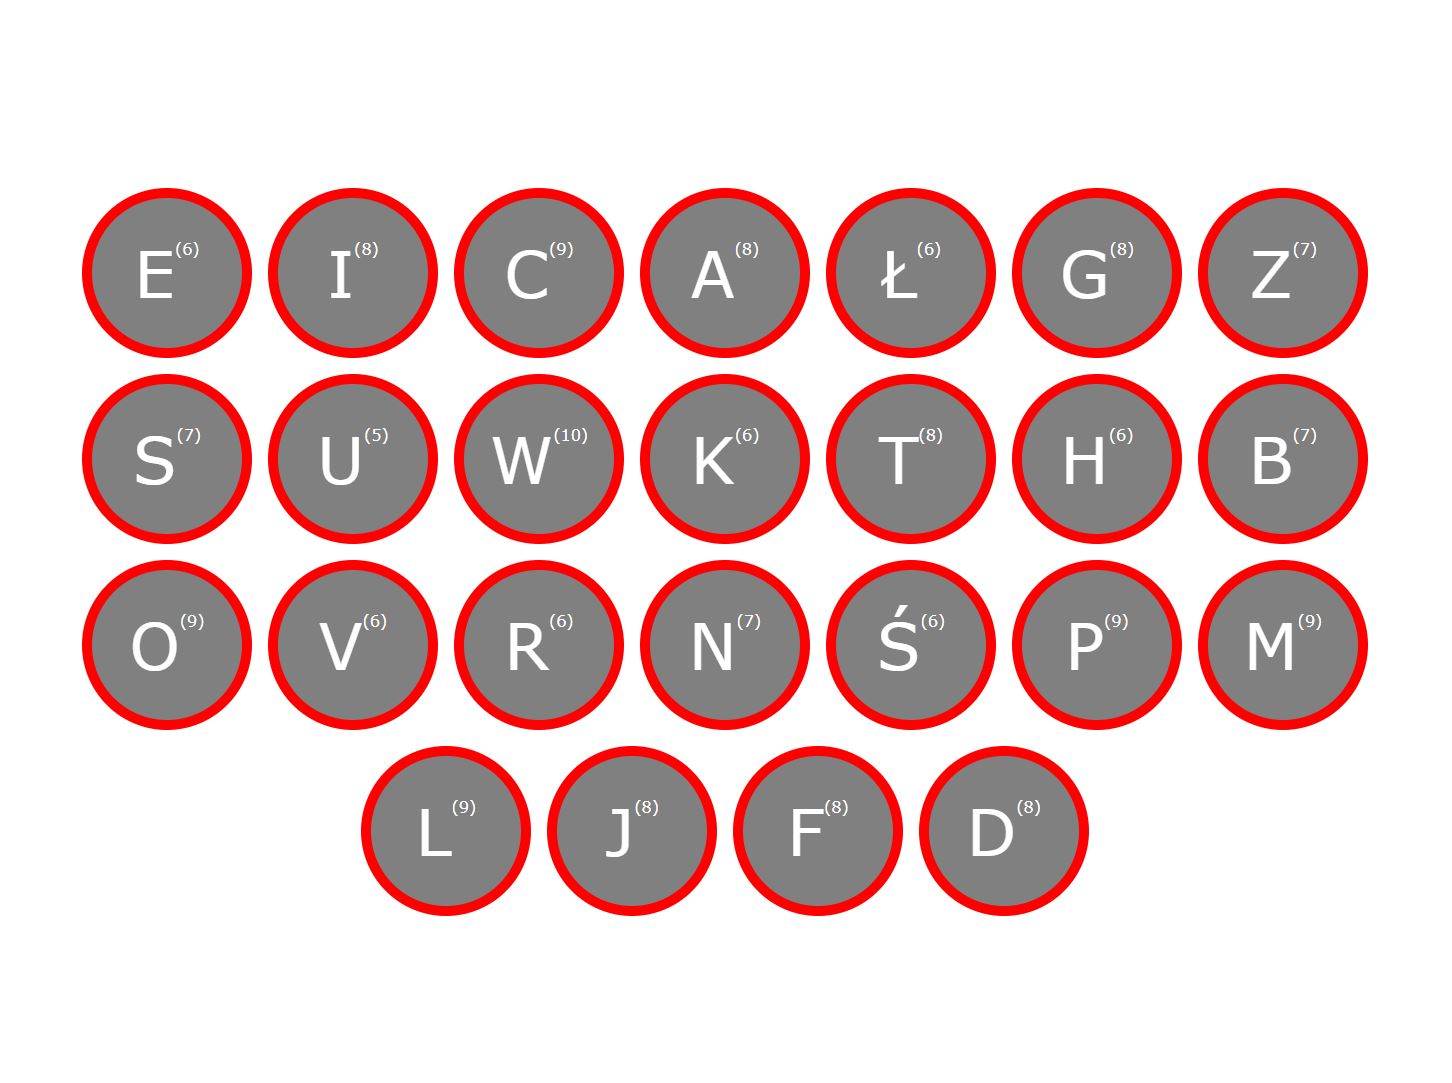 E(6) I(8) C(9) A(8) Ł(6) G(8) Z(7)
S(7) U(5) W(10) K(6) T(8) H(6) B(7)
O(9) V(6) R(6) N(7) Ś(6) P(9) M(9)
L(9) J(8) F(8) D(8)